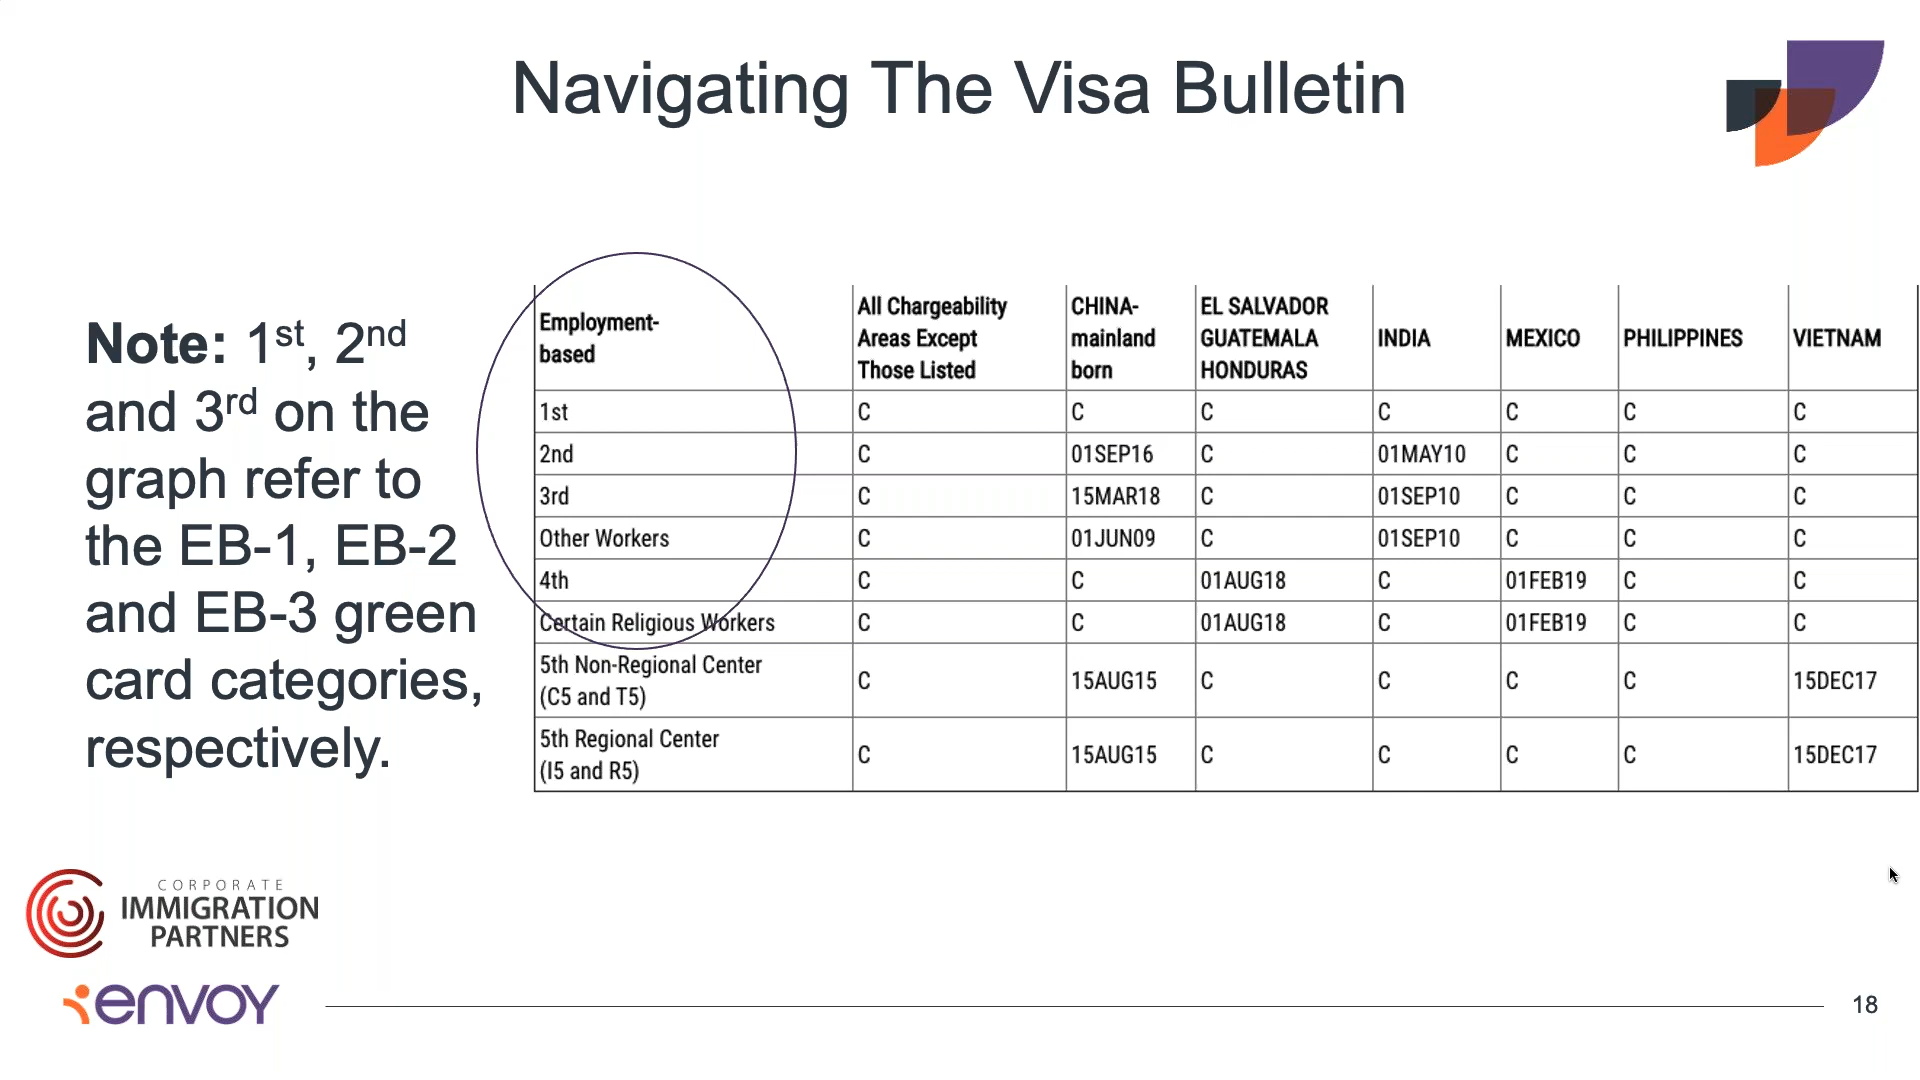 Navigating The Visa Bulletin
Note: 1st, 2nd
and 3rd on the
graph refer to
the EB-1, EB-2
and EB-3 green
card categories,
respectively.
Employment-
based
All Chargeability
Areas Except
Those Listed
CHINA-
mainland
born
EL SALVADOR
GUATEMALA
HONDURAS
INDIA
MEXICO
PHILIPPINES
VIETNAM
1st C C C C C C C
2nd C 01SEP16 C 01MAY10 C C C
3rd C 15MAR18 C 01SEP10 C C C
Other Workers C 01JUN09 C 01SEP10 C C C
4th C C 01AUG18 C 01FEB19 C C
Certain Religious Workers C C 01AUG18 C 01FEB19 C C
5th Non-Regional Center
(C5 and T5)
C 15AUG15 C C C C 15DEC17
5th Regional Center
(I5 and R5)
C 15AUG15 C C C C 15DEC17
CORPORATE
IMMIGRATION
PARTNERS
envoy
18